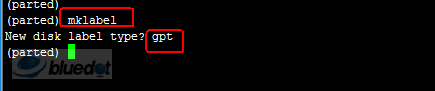 (parted)
(parted) mklabel
New disk label type? gpt
(parted)
bluedot